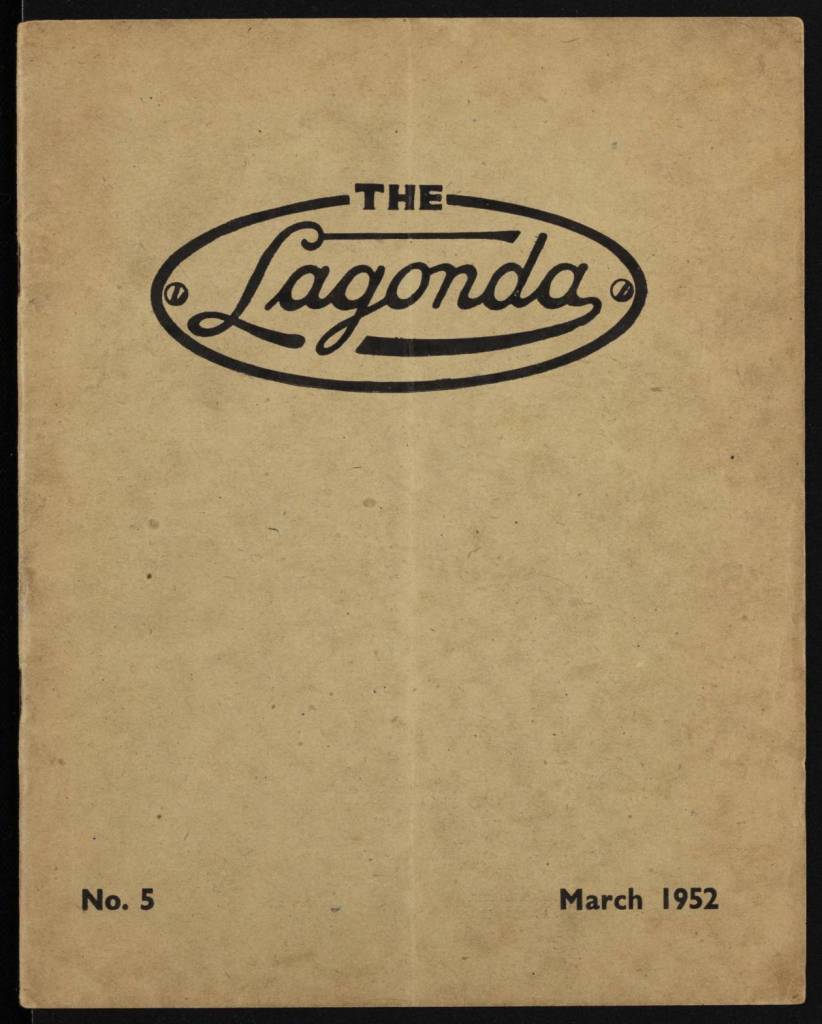 THE
Lagonda
No. 5
March 1952